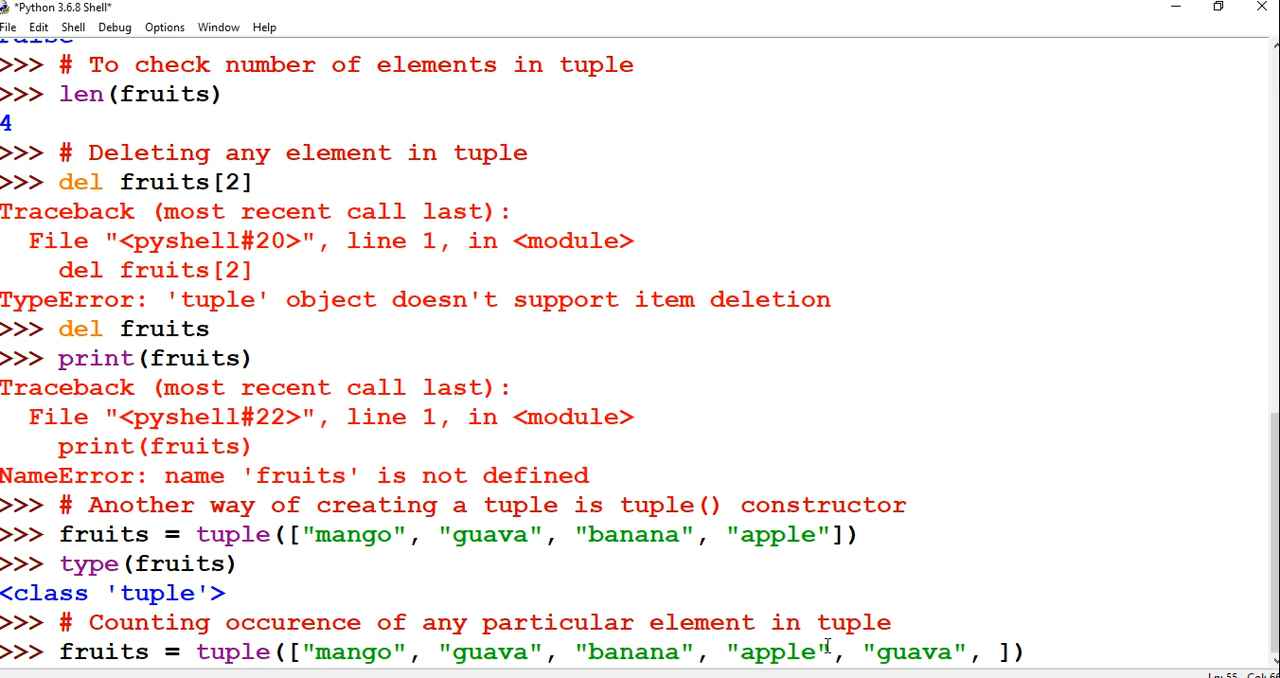 *Python 3.6.8 Shell*
File Edit Shell Debug Options Window Help
False
>>> # To check number of elements in tuple
>>> len(fruits)
4
>>> # Deleting any element in tuple
>>> del fruits[2]
Traceback (most recent call last):
  File "<pyshell#20>", line 1, in <module>
    del fruits[2]
TypeError: 'tuple' object doesn't support item deletion
>>> del fruits
>>> print(fruits)
Traceback (most recent call last):
  File "<pyshell#22>", line 1, in <module>
    print(fruits)
NameError: name 'fruits' is not defined
>>> # Another way of creating a tuple is tuple() constructor
>>> fruits = tuple(["mango", "guava", "banana", "apple"])
>>> type(fruits)
<class 'tuple'>
>>> # Counting occurence of any particular element in tuple
>>> fruits = tuple(["mango", "guava", "banana", "apple", "guava", ])
Ln: 55 Col: 66